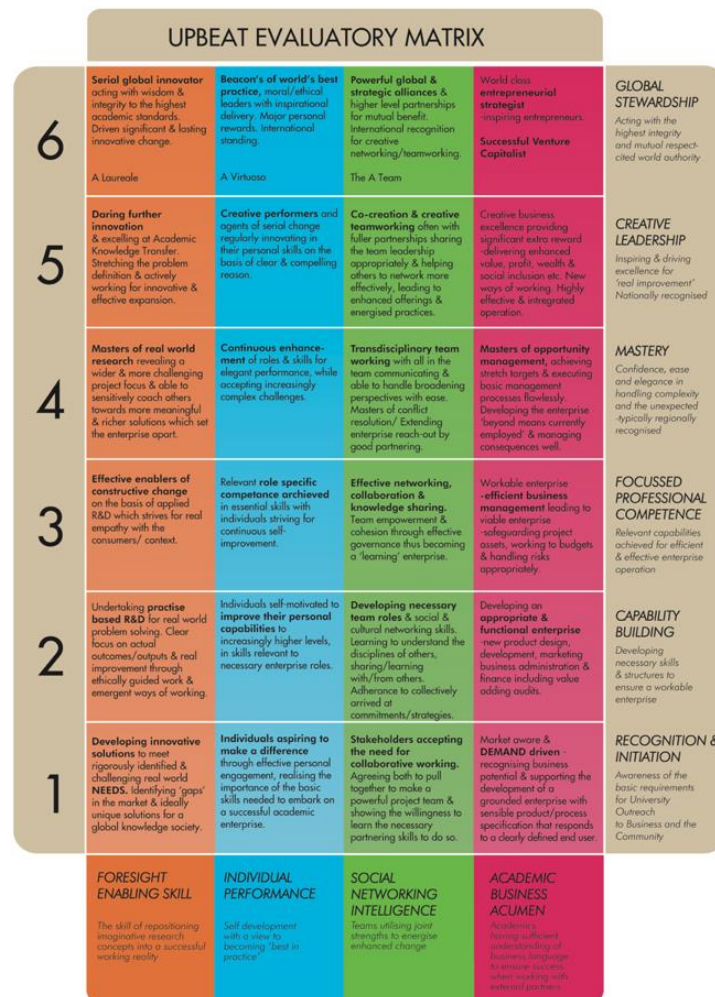 UPBEAT EVALUATORY MATRIX
6
Serial global innovator
acting with wisdom &
integrity to the highest
academic standards.
Driven significant & lasting
innovative change.
A Laureale
Beacon's of world's best
practice, moral/ethical
leaders with inspirational
delivery. Major personal
rewards. International
standing.
A Virtuoso
Powerful global &
strategic alliances &
higher level partnerships
for mutual benefit.
International recognition
for creative
networking/teamworking.
The A Team
World class
entrepreneurial
strategist
-inspiring entrepreneurs.
Successful Venture
Capitalist
GLOBAL
STEWARDSHIP
Acting with the
highest integrity
and mutual respect-
cited world authority
5
Daring further
innovation
& excelling at Academic
Knowledge Transfer.
Stretching the problem
definition & actively
working for innovative &
effective expansion.
Creative performers and
agents of serial change
regularly innovating in
their personal skills on the
basis of clear & compelling
reason.
Co-creation & creative
teamworking often with
fuller partnerships sharing
the team leadership
appropriately & helping
others to network more
effectively, leading to
enhanced offerings &
energised practices.
Creative business
excellence providing
significant extra reward
-delivering enhanced
value, profit, wealth &
social inclusion etc. New
ways of working. Highly
effective & intregrated
operation.
CREATIVE
LEADERSHIP
Inspiring & driving
excellence for
'real improvement'
Nationally recognised
4
Masters of real world
research revealing a
wider & more challenging
project focus & able to
sensitively coach others
towards more meaningful
& richer solutions which set
the enterprise apart.
Continuous enhance-
ment of roles & skills for
elegant performance, while
accepting increasingly
complex challenges.
Transdisciplinary team
working with all in the
team communicating &
able to handle broadening
perspectives with ease.
Masters of conflict
resolution/ Extending
enterprise reach-out by
good partnering.
Masters of opportunity
management, achieving
stretch targets & executing
basic management
processes flawlessly.
Developing the enterprise
'beyond means currently
employed' & managing
consequences well.
MASTERY
Confidence, ease
and elegance in
handling complexity
and the unexpected
-typically regionally
recognised
3
Effective enablers of
constructive change
on the basis of applied
R&D which strives for real
empathy with the
consumers/ context.
Relevant role specific
competance achieved
in essential skills with
individuals striving for
continuous self-
improvement.
Effective networking,
collaboration &
knowledge sharing.
Team empowerment &
cohesion through effective
governance thus becoming
a 'learning' enterprise.
Workable enterprise
-efficient business
management leading to
viable enterprise
-safeguarding project
assets, working to budgets
& handling risks
appropriately.
FOCUSSED
PROFESSIONAL
COMPETENCE
Relevant capabilities
achieved for efficient
& effective enterprise
operation
2
Undertaking practise
based R&D for real world
problem solving. Clear
focus on actual
outcomes/outputs & real
improvement through
ethically guided work &
emergent ways of working.
Individuals self-motivated to
improve their personal
capabilities to
increasingly higher levels,
in skills relevant to
necessary enterprise roles.
Developing necessary
team roles & social &
cultural networking skills.
Learning to understand the
disciplines of others,
sharing/learning
with/from others.
Adherance to collectively
arrived at
commitments/strategies.
Developing an
appropriate &
functional enterprise
-new product design,
development, marketing
business administration &
finance including value
adding audits.
CAPABILITY
BUILDING
Developing
necessary skills
& structures to
ensure a workable
enterprise
1
Developing innovative
solutions to meet
rigorously identified &
challenging real world
NEEDS. Identifying 'gaps'
in the market & ideally
unique solutions for a
global knowledge society.
Individuals aspiring to
make a difference
through effective personal
engagement, realising the
importance of the basic
skills needed to embark on
a successful academic
enterprise.
Stakeholders accepting
the need for
collaborative working.
Agreeing both to pull
together to make a
powerful project team &
showing the willingness to
learn the necessary
partnering skills to do so.
Market aware &
DEMAND driven -
recognising business
potential & supporting the
development of a
grounded enterprise with
sensible product/process
specification that responds
to a clearly defined end user.
RECOGNITION &
INITIATION
Awareness of the
basic requirements
for University
Outreach
to Business and the
Community
FORESIGHT
ENABLING SKILL
The skill of repositioning
imaginative research
concepts into a successful
working reality
INDIVIDUAL
PERFORMANCE
Self development
with a view to
becoming 'best in
practice'
SOCIAL
NETWORKING
INTELLIGENCE
Teams utilising joint
strengths to energise
enhanced change
ACADEMIC
BUSINESS
ACUMEN
Academics
having sufficient
understanding of
business language
to ensure success
when working with
external partners